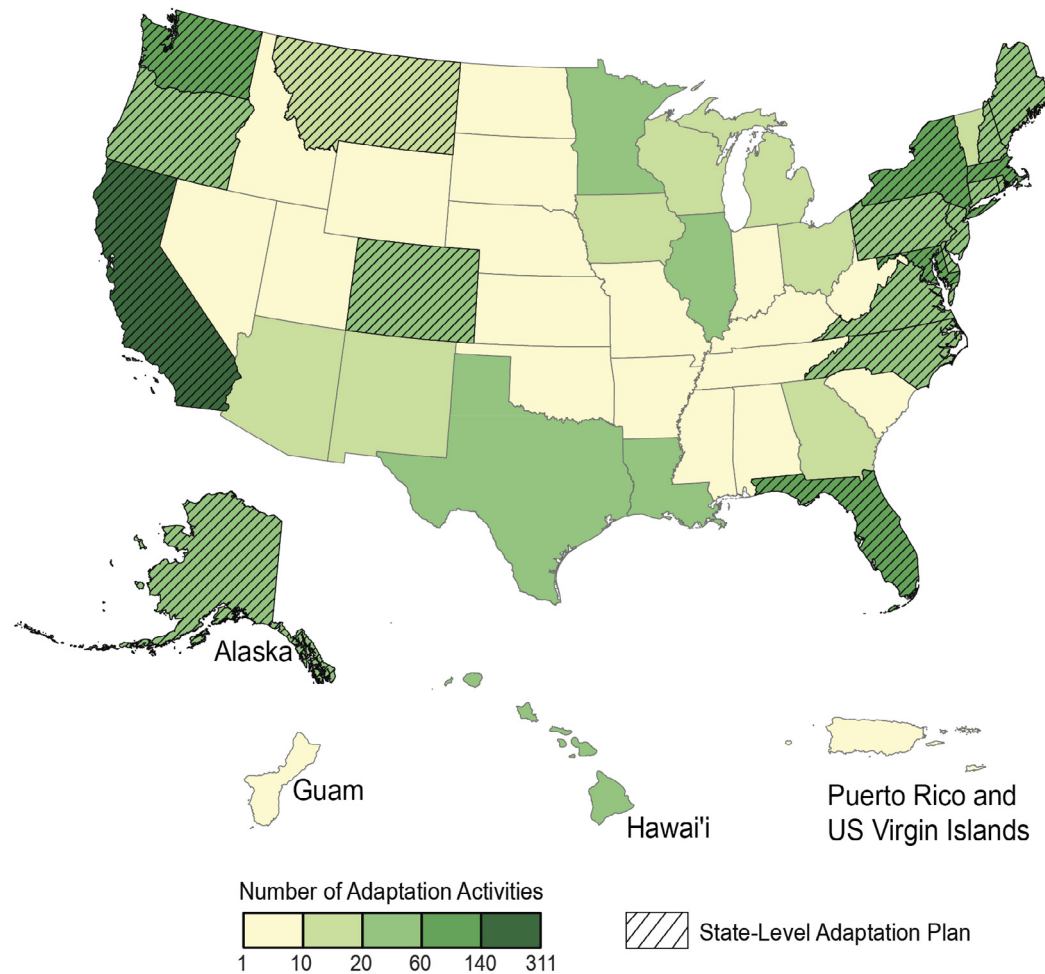 Alaska
Guam
Hawai'i
Puerto Rico and
US Virgin Islands
Number of Adaptation Activities
1 10 20 60 140 311
State-Level Adaptation Plan